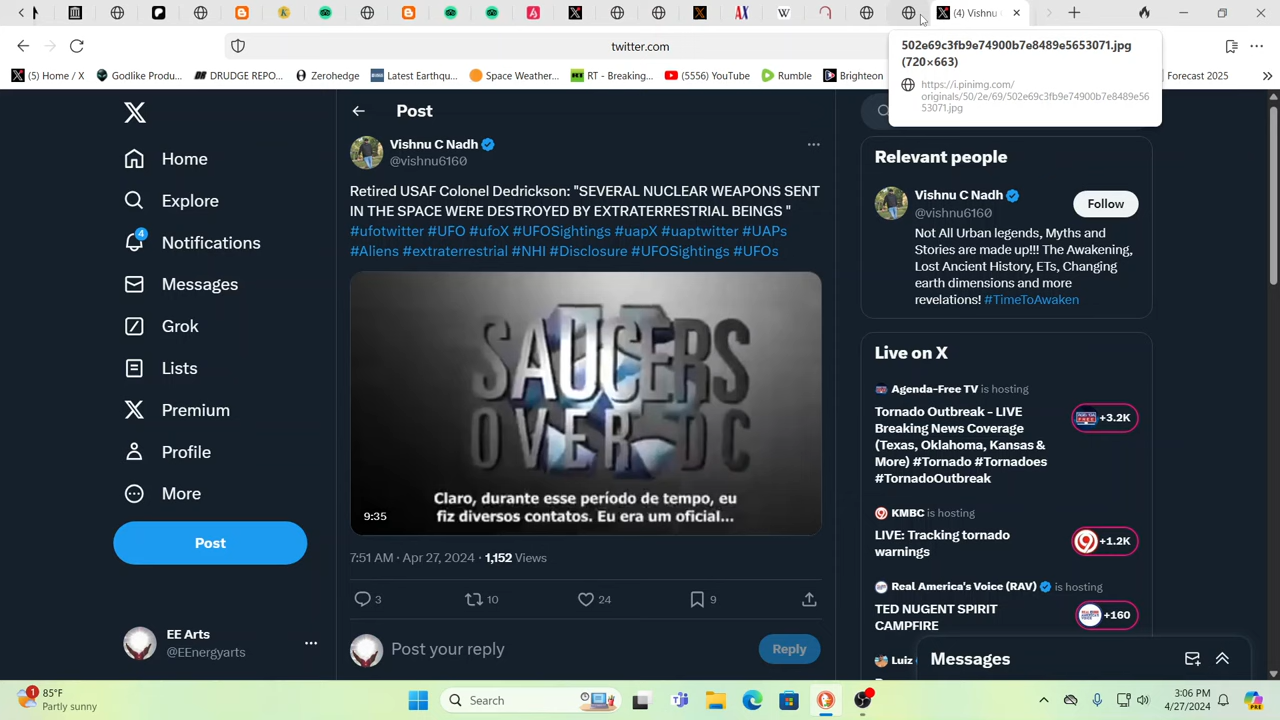 (4) Vishnu
twitter.com
502e69c3fb9e74900b7e8489e5653071.jpg
(720×663)
https://i.pinimg.com/
originals/50/2e/69/502e69c3fb9e74900b7e8489e56
53071.jpg
(5) Home / X
Godlike Produ...
DRUDGE REPO...
Zerohedge
Latest Earthqu...
Space Weather...
RT - Breaking...
(5556) YouTube
Rumble
Brighteon
Forecast 2025
Post
Home
Explore
4
Notifications
Messages
Grok
Lists
Premium
Profile
More
Post
EE Arts
@EEnergyarts
Vishnu C Nadh
@vishnu6160
Retired USAF Colonel Dedrickson: "SEVERAL NUCLEAR WEAPONS SENT
IN THE SPACE WERE DESTROYED BY EXTRATERRESTRIAL BEINGS "
#ufotwitter #UFO #ufoX #UFOSightings #uapX #uaptwitter #UAPs
#Aliens #extraterrestrial #NHI #Disclosure #UFOSightings #UFOs
SAUCERS
OVER DC
Claro, durante esse período de tempo, eu
fiz diversos contatos. Eu era um oficial...
9:35
7:51 AM · Apr 27, 2024 · 1,152 Views
3
10
24
9
Post your reply
Reply
Relevant people
Vishnu C Nadh
@vishnu6160
Follow
Not All Urban legends, Myths and
Stories are made up!!! The Awakening,
Lost Ancient History, ETs, Changing
earth dimensions and more
revelations! #TimeToAwaken
Live on X
Agenda-Free TV is hosting
Tornado Outbreak - LIVE
Breaking News Coverage
(Texas, Oklahoma, Kansas &
More) #Tornado #Tornadoes
#TornadoOutbreak
+3.2K
KMBC is hosting
LIVE: Tracking tornado
warnings
+1.2K
Real America's Voice (RAV) is hosting
TED NUGENT SPIRIT
CAMPFIRE
+160
Luiz
Messages
1
85°F
Partly sunny
Search
3:06 PM
4/27/2024